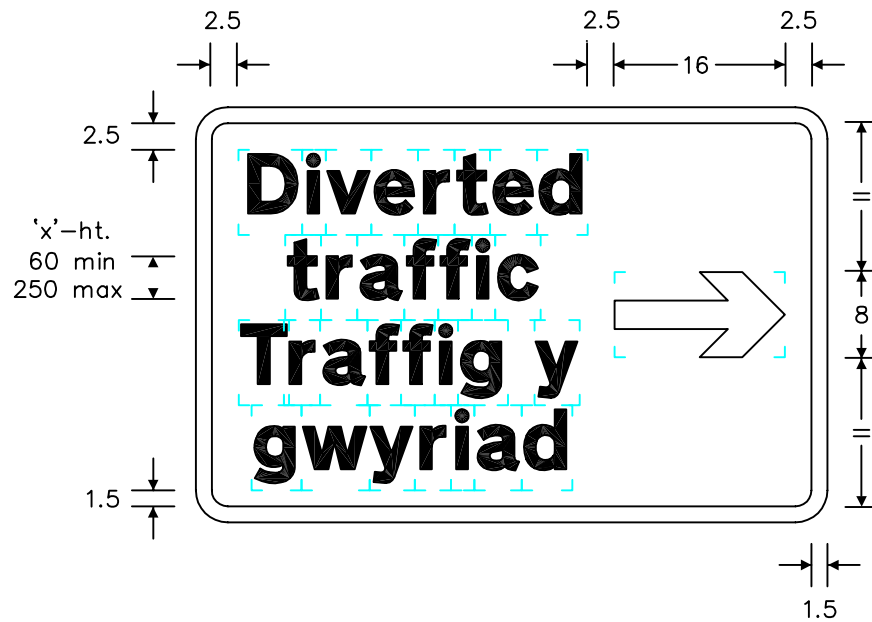 2.5 2.5 2.5
16
2.5
Diverted
traffic
Traffig y
gwyriad
'x'-ht.
60 min
250 max
=
8
=
1.5
1.5